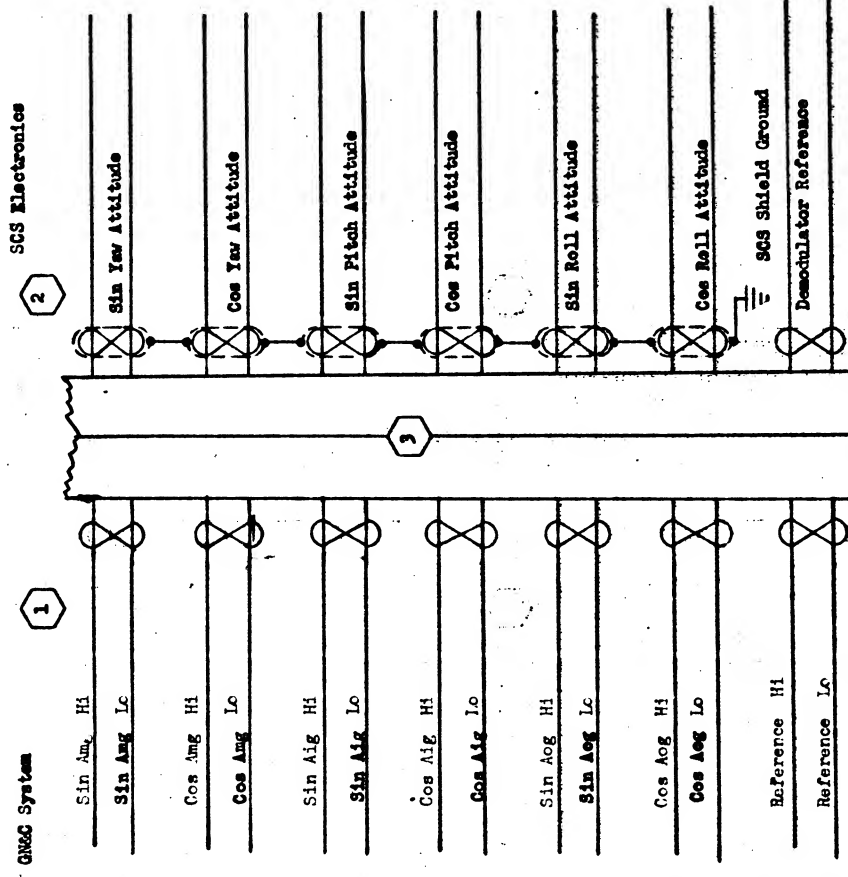 GN&C System
SCS Electronics
1
2
3
Sin Am. Hi
Sin Amg Lo
Cos Amg Hi
Cos Amg Lo
Sin Aig Hi
Sin Aig Lo
Cos Aig Hi
Cos Aig Lo
Sin Aog Hi
Sin Aog Lo
Cos Aog Hi
Cos Aog Lo
Reference Hi
Reference Lo
Sin Yaw Attitude
Cos Yaw Attitude
Sin Pitch Attitude
Cos Pitch Attitude
Sin Roll Attitude
Cos Roll Attitude
SCS Shield Ground
Demodulator Reference